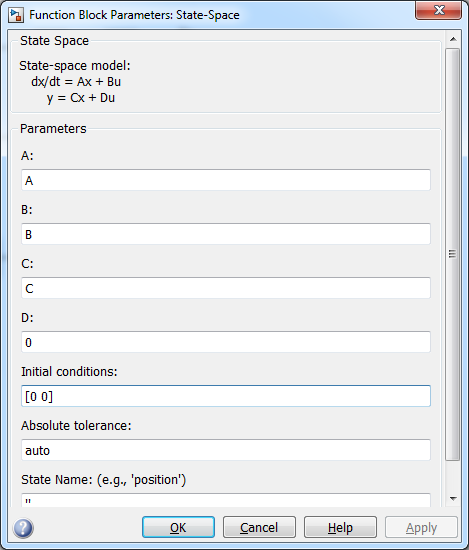 Function Block Parameters: State-Space
State Space
State-space model:
dx/dt = Ax + Bu
y = Cx + Du
Parameters
A:
A
B:
B
C:
C
D:
0
Initial conditions:
[0 0]
Absolute tolerance:
auto
State Name: (e.g., 'position')
''
OK Cancel Help Apply